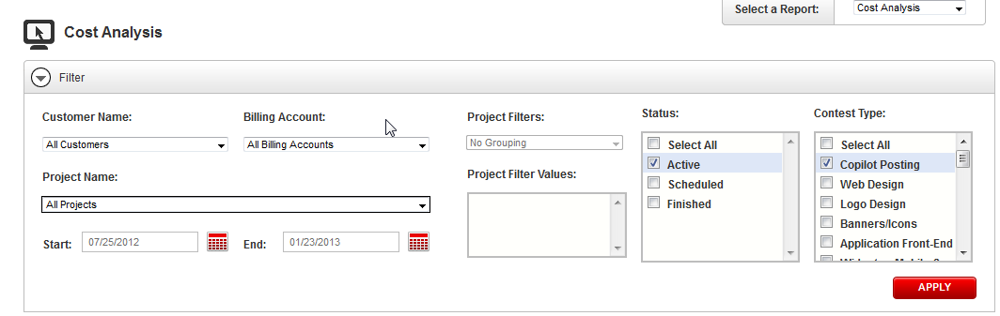 Select a Report: Cost Analysis
Cost Analysis
Filter
Customer Name: Billing Account: Project Filters: Status: Contest Type:
All Customers All Billing Accounts No Grouping Select All Select All
Active Copilot Posting
Project Name: Project Filter Values: Scheduled Web Design
All Projects Finished Logo Design
Banners/Icons
Start: 07/25/2012 End: 01/23/2013 Application Front-End
APPLY